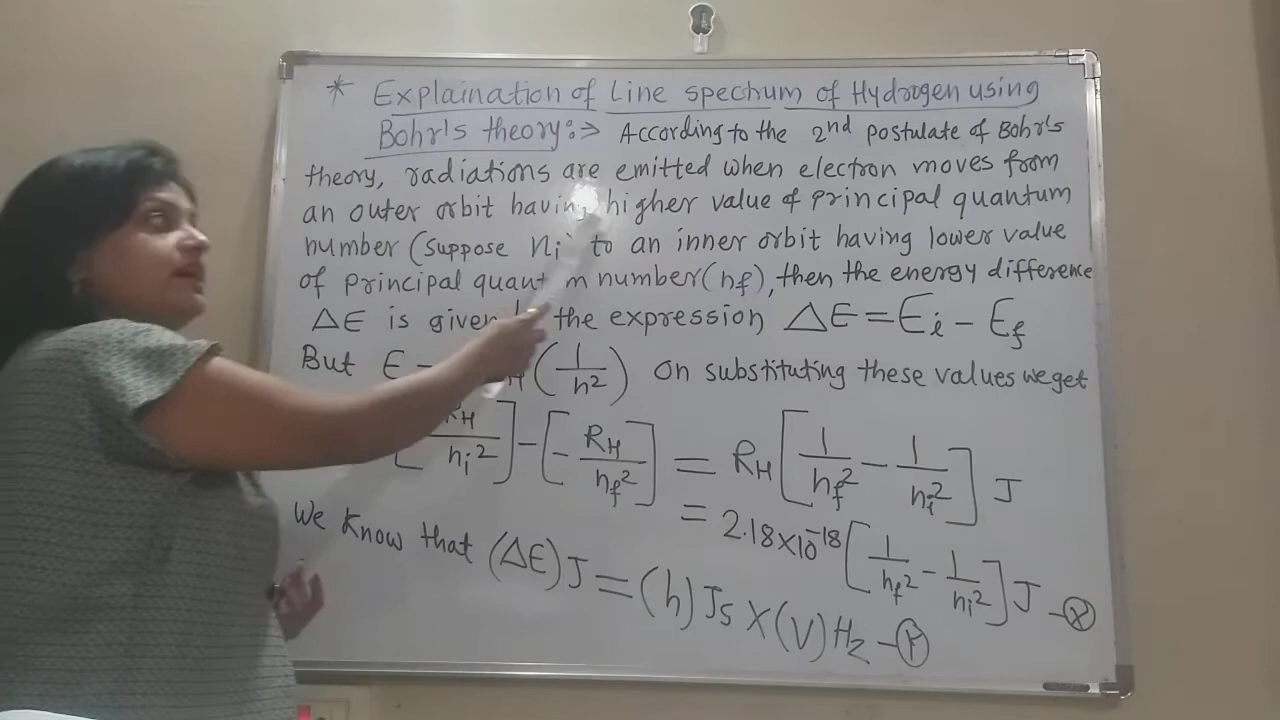 * Explaination of Line spectrum of Hydrogen using
Bohr's theory:⇒ According to the 2nd postulate of Bohr's
theory, radiations are emitted when electron moves from
an outer orbit having higher value of principal quantum
number (suppose ni) to an inner orbit having lower value
of principal quantum number (nf), then the energy difference
ΔE is given the expression ΔE = Ei - Ef
But E - H (1/n²) On substituting these values we get
[RH/ni²] - [-RH/nf²] = RH [1/nf² - 1/ni²] J
= 2.18×10⁻¹⁸ [1/nf² - 1/ni²] J - Ⓧ
We know that (ΔE) J = (h) Js × (ν) Hz - Ⓨ